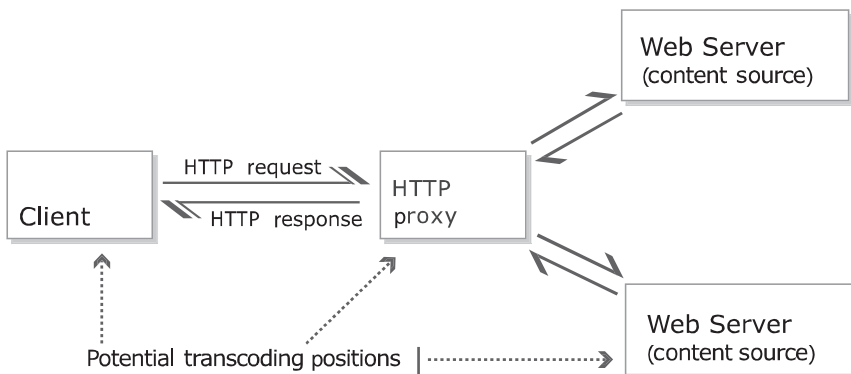 Web Server
(content source)
HTTP request
HTTP response
Client
HTTP
proxy
Web Server
(content source)
Potential transcoding positions